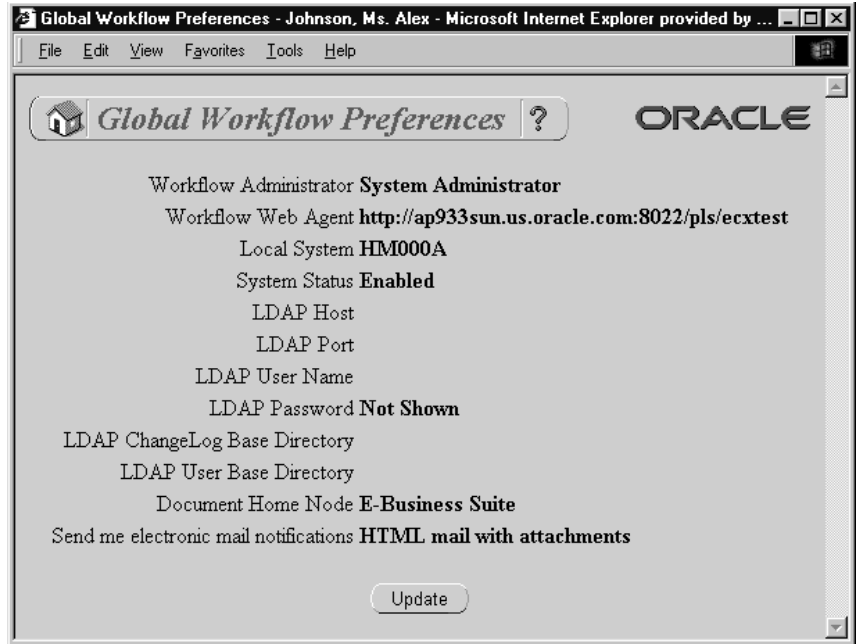 Global Workflow Preferences - Johnson, Ms. Alex - Microsoft Internet Explorer provided by ...
File Edit View Favorites Tools Help
Global Workflow Preferences ? ORACLE
Workflow Administrator System Administrator
Workflow Web Agent http://ap933sun.us.oracle.com:8022/pls/ecxtest
Local System HM000A
System Status Enabled
LDAP Host
LDAP Port
LDAP User Name
LDAP Password Not Shown
LDAP ChangeLog Base Directory
LDAP User Base Directory
Document Home Node E-Business Suite
Send me electronic mail notifications HTML mail with attachments
Update